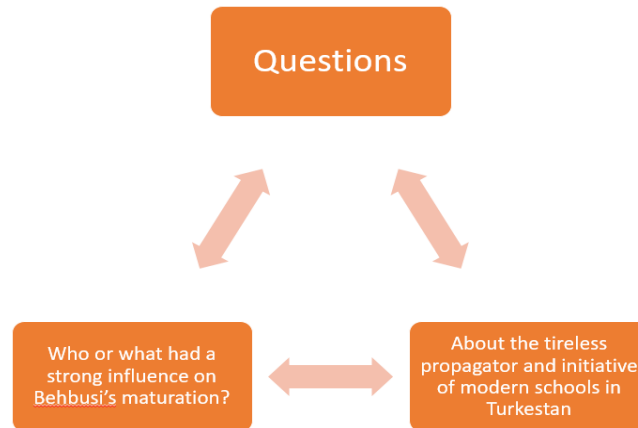 Questions
Who or what had a
strong influence on
Behbusi's maturation?
About the tireless
propagator and initiative
of modern schools in
Turkestan